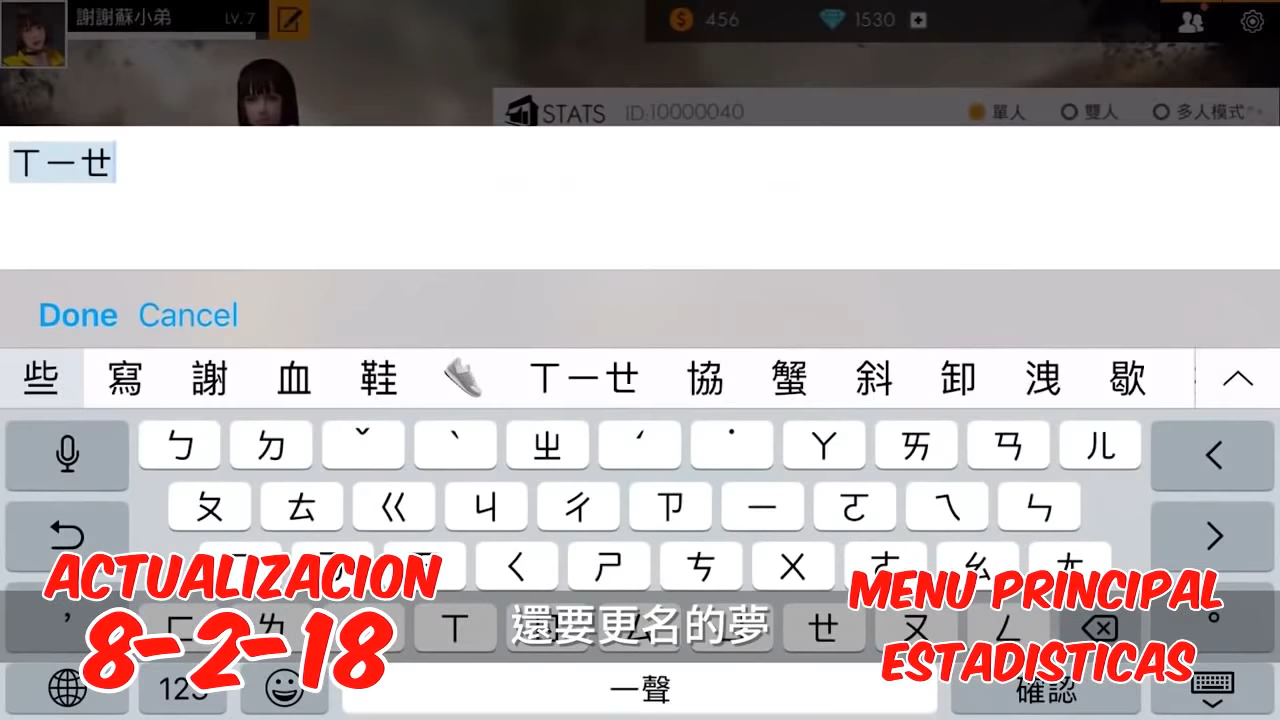 謝謝蘇小弟 LV. 7 456 1530
STATS ID:10000040 單人 雙人 多人模式
ㄒㄧㄝ
Done Cancel
些 寫 謝 血 鞋 ㄒㄧㄝ 協 蟹 斜 卸 洩 歇
ㄅ ㄉ ˇ ˋ ㄓ ˊ ˙ ㄚ ㄞ ㄢ ㄦ
ㄆ ㄊ ㄍ ㄐ ㄔ ㄗ ㄧ ㄛ ㄟ ㄣ
ㄑ ㄕ ㄘ ㄨ ㄜ ㄠ ㄤ
ACTUALIZACION
8-2-18
MENU PRINCIPAL
ESTADISTICAS
, ㄈ ㄌ ㄒ ㄝ ㄡ ㄥ 。
還要更名的夢
123 一聲 確認